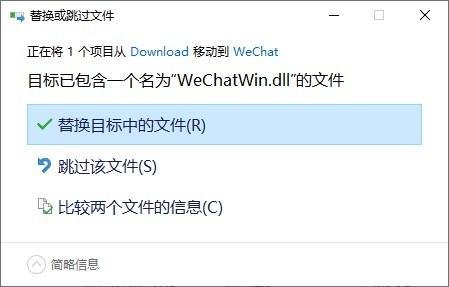 替换或跳过文件
正在将 1 个项目从 Download 移动到 WeChat
目标已包含一个名为“WeChatWin.dll”的文件
替换目标中的文件(R)
跳过该文件(S)
比较两个文件的信息(C)
简略信息